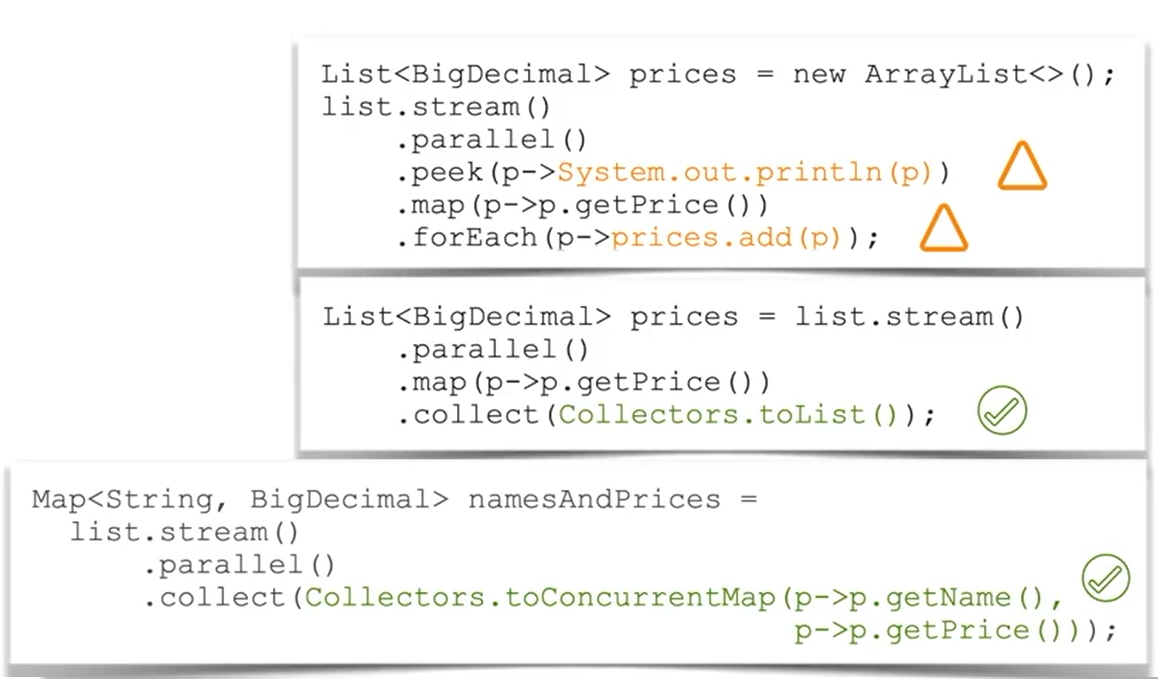 List<BigDecimal> prices = new ArrayList<>();
list.stream()
.parallel()
.peek(p->System.out.println(p))
.map(p->p.getPrice())
.forEach(p->prices.add(p));
List<BigDecimal> prices = list.stream()
.parallel()
.map(p->p.getPrice())
.collect(Collectors.toList());
Map<String, BigDecimal> namesAndPrices =
list.stream()
.parallel()
.collect(Collectors.toConcurrentMap(p->p.getName(),
p->p.getPrice()));